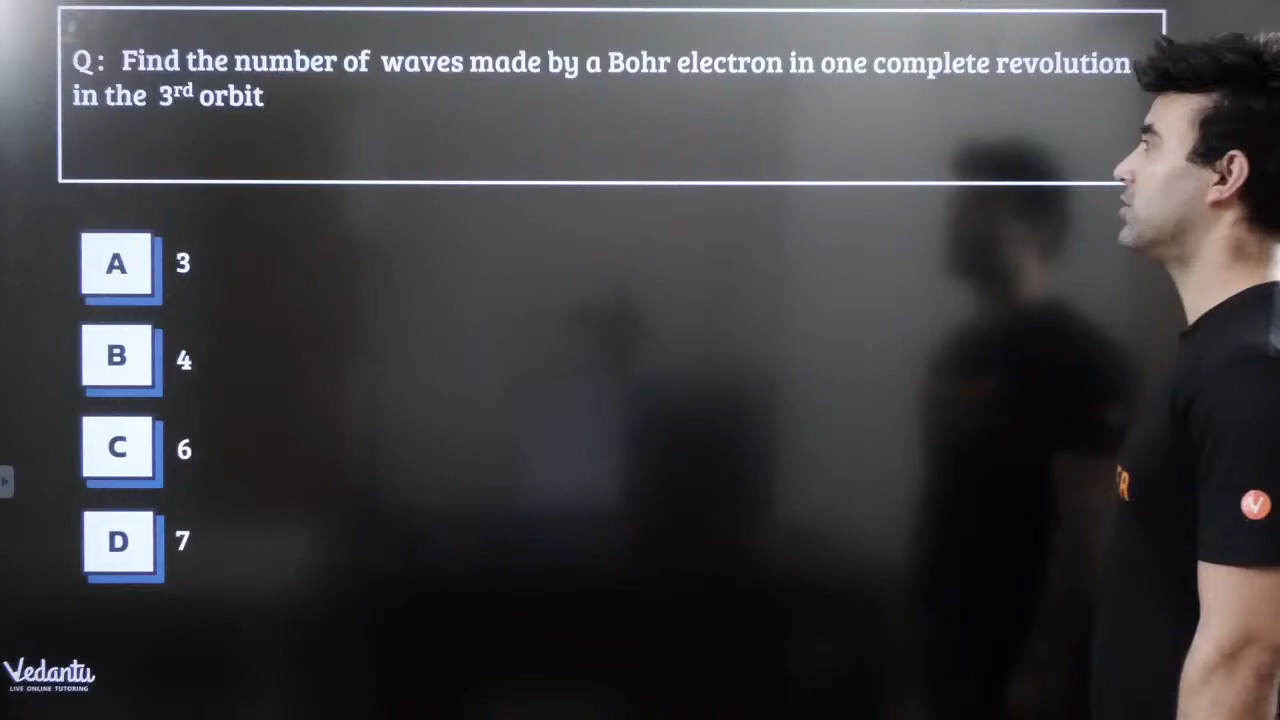 Q :  Find the number of waves made by a Bohr electron in one complete revolution
in the 3rd orbit
A 3
B 4
C 6
D 7
ER
V
Vedantu
LIVE ONLINE TUTORING